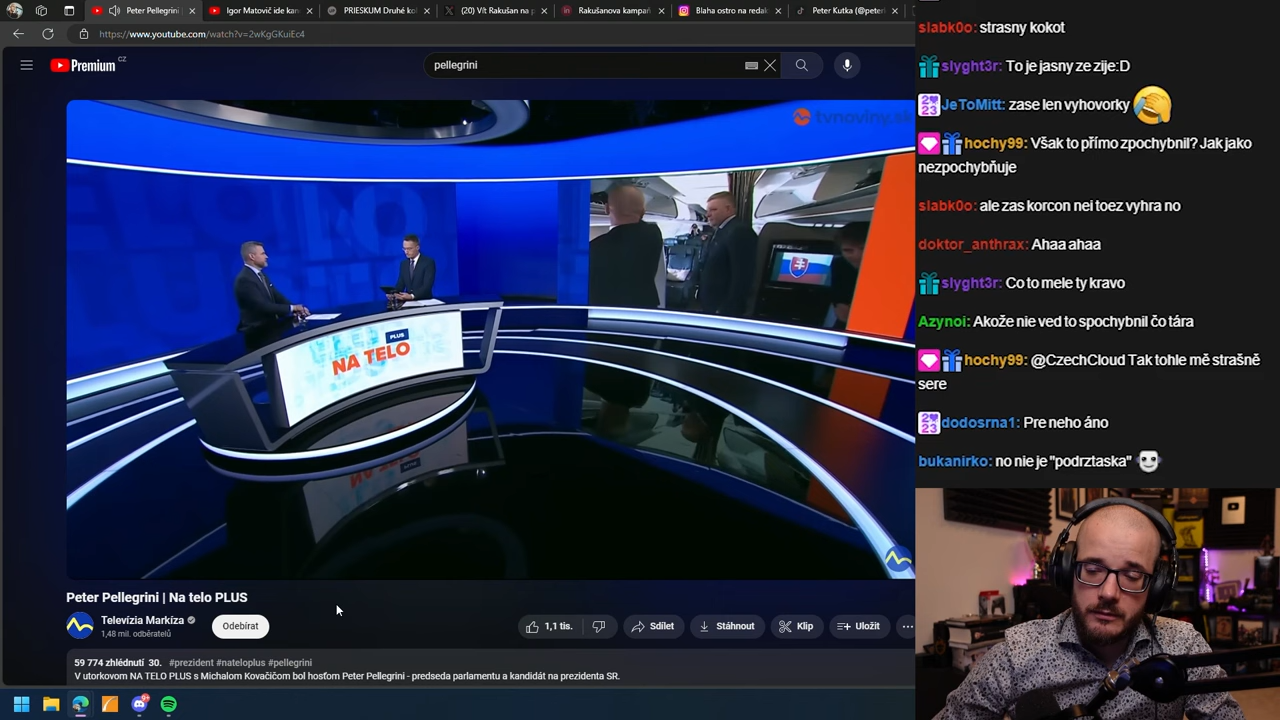 Peter Pellegrini |
Igor Matovič ide kan
PRIESKUM Druhé kol
(20) Vít Rakušan na p
Rakušanova kampaň
Blaha ostro na redak
Peter Kutka (@peter
https://www.youtube.com/watch?v=2wKgGKuiEc4
Premium CZ
pellegrini
tvnoviny.sk
PLUS
NA TELO
Peter Pellegrini | Na telo PLUS
Televízia Markíza
1,48 mil. odběratelů
Odebírat
1,1 tis.
Sdílet
Stáhnout
Klip
Uložit
59 774 zhlédnutí 30. #prezident #nateloplus #pellegrini
V utorkovom NA TELO PLUS s Michalom Kovačičom bol hosťom Peter Pellegrini - predseda parlamentu a kandidát na prezidenta SR.
slabk0o: strasny kokot
slyght3r: To je jasny ze zije:D
JeToMitt: zase len vyhovorky
hochy99: Však to přímo zpochybnil? Jak jako
nezpochybňuje
slabk0o: ale zas korcon nei toez vyhra no
doktor_anthrax: Ahaa ahaa
slyght3r: Co to mele ty kravo
Azynoi: Akože nie ved to spochybnil čo tára
hochy99: @CzechCloud Tak tohle mě strašně
sere
dodosrna1: Pre neho áno
bukanirko: no nie je "podrztaska"